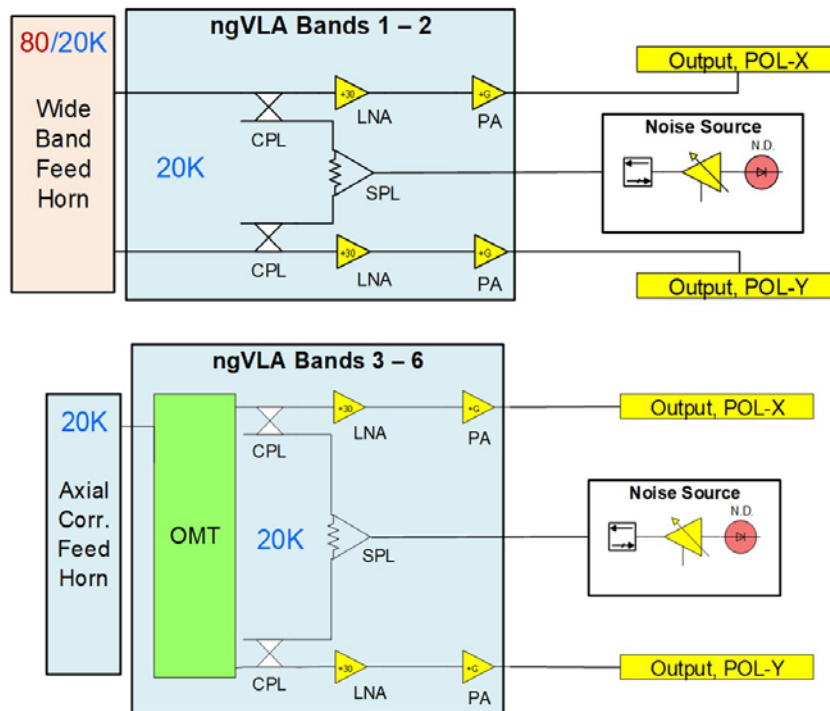 ngVLA Bands 1 – 2
80/20K
Wide
Band
Feed
Horn
20K
CPL
+30
LNA
+G
PA
Output, POL-X
SPL
Noise Source
N.D.
CPL
+30
LNA
+G
PA
Output, POL-Y
ngVLA Bands 3 – 6
20K
Axial
Corr.
Feed
Horn
OMT
20K
CPL
+30
LNA
+G
PA
Output, POL-X
SPL
Noise Source
N.D.
CPL
+30
LNA
+G
PA
Output, POL-Y